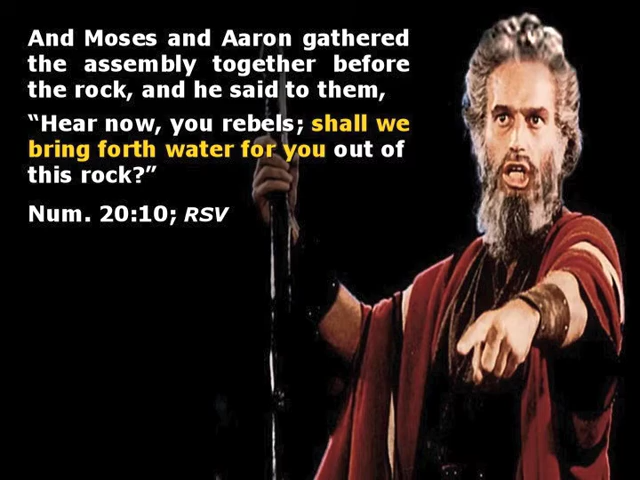 And Moses and Aaron gathered
the assembly together before
the rock, and he said to them,
“Hear now, you rebels; shall we
bring forth water for you out of
this rock?”
Num. 20:10; RSV